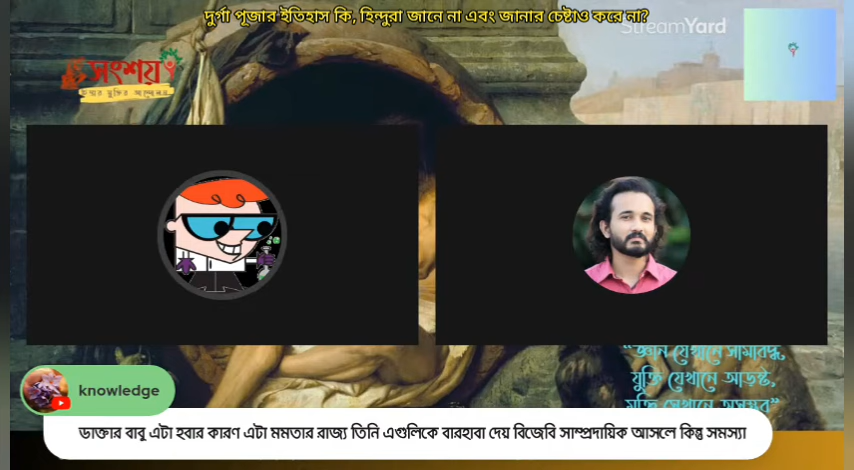 দুর্গা পূজার ইতিহাস কি, হিন্দুরা জানে না এবং জানার চেষ্টাও করে না?
StreamYard
সংশয়
"জ্ঞান যেখানে সীমাবদ্ধ,
যুক্তি যেখানে আড়ষ্ট,
মুক্তি সেখানে অসম্ভব"
knowledge
ডাক্তার বাবু এটা হবার কারণ এটা মমতার রাজ্য তিনি এগুলিকে বারহাবা দেয় বিজেবি সাম্প্রদায়িক আসলে কিন্তু সমস্যা